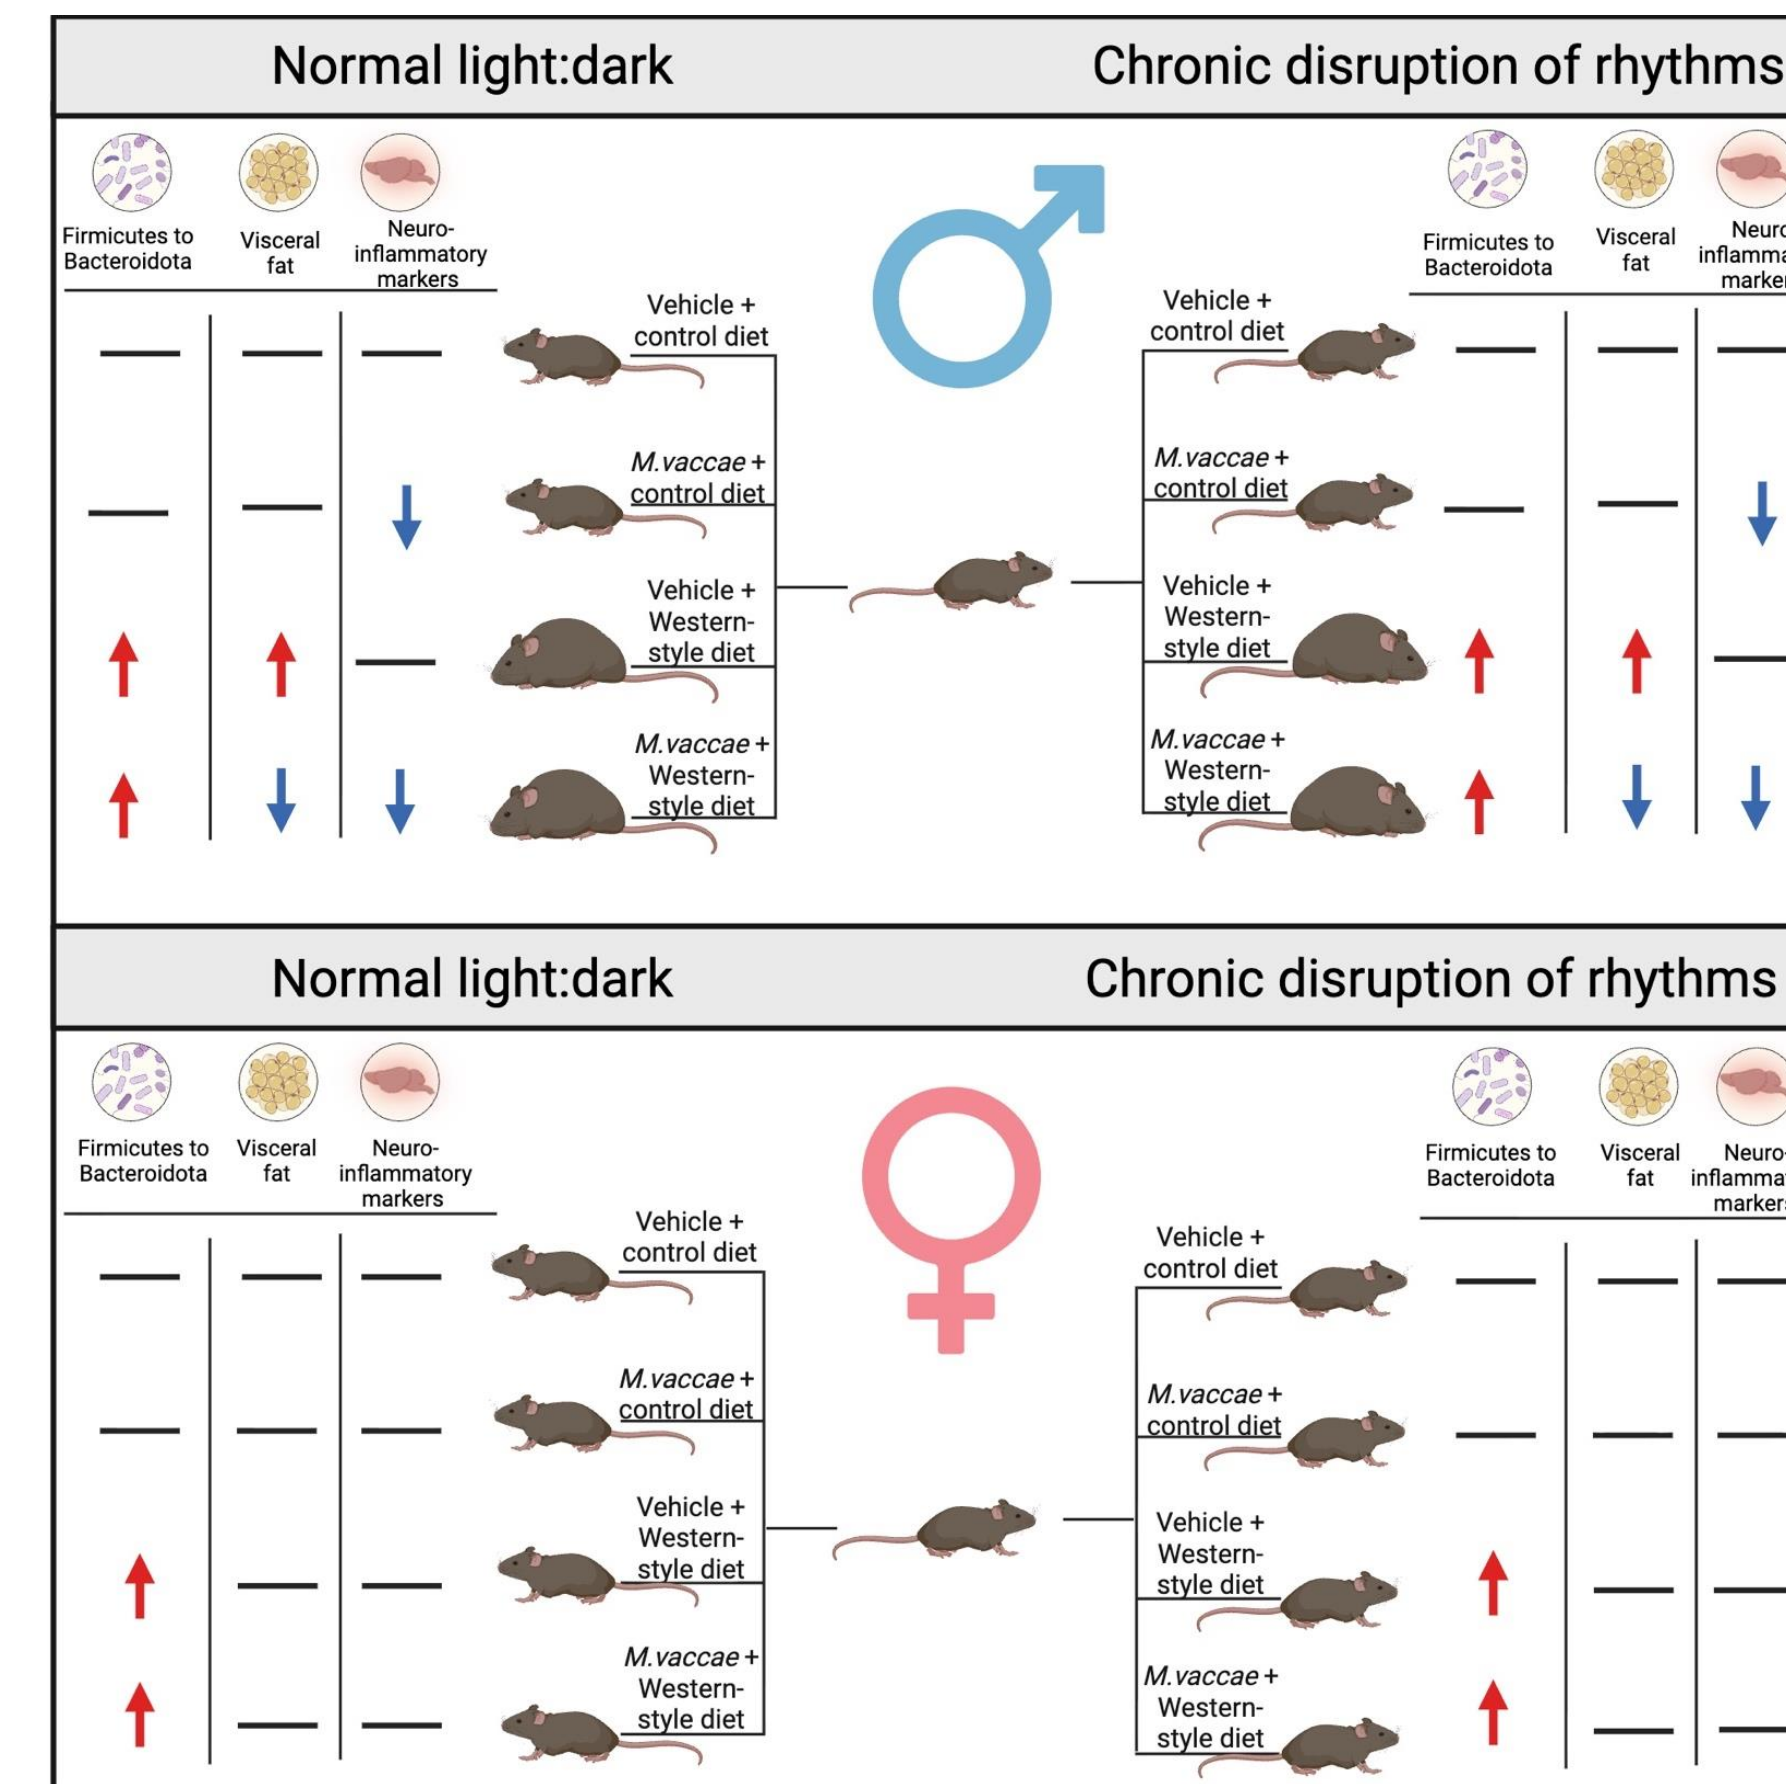 Normal light:dark
Chronic disruption of rhythms
Firmicutes to
Bacteroidota
Visceral
fat
Neuro-
inflammatory
markers
Vehicle +
control diet
M.vaccae +
control diet
Vehicle +
Western-
style diet
M.vaccae +
Western-
style diet
Vehicle +
control diet
M.vaccae +
control diet
Vehicle +
Western-
style diet
M.vaccae +
Western-
style diet
Firmicutes to
Bacteroidota
Visceral
fat
Normal light:dark
Chronic disruption of rhythms
Firmicutes to
Bacteroidota
Visceral
fat
Neuro-
inflammatory
markers
Vehicle +
control diet
M.vaccae +
control diet
Vehicle +
Western-
style diet
M.vaccae +
Western-
style diet
Vehicle +
control diet
M.vaccae +
control diet
Vehicle +
Western-
style diet
M.vaccae +
Western-
style diet
Firmicutes to
Bacteroidota
Visceral
fat
Neuro-